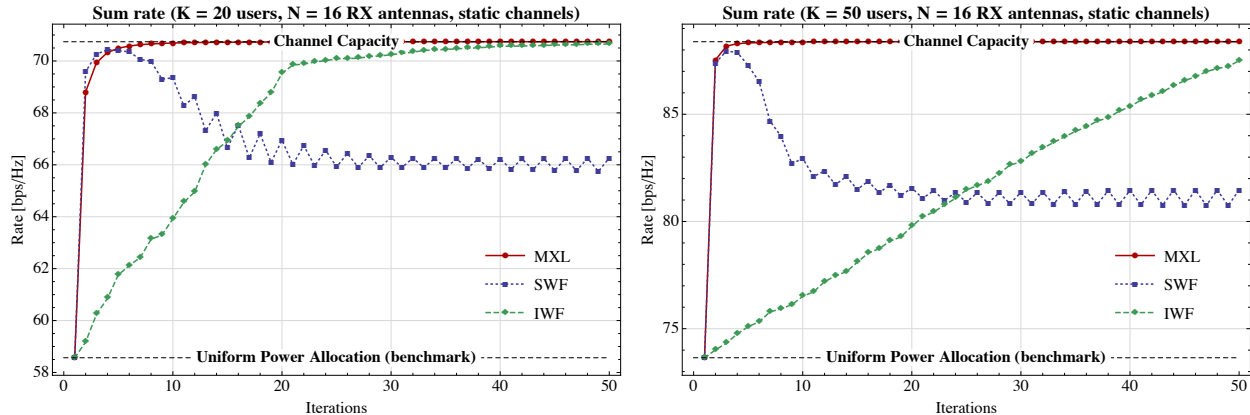 Sum rate (K = 20 users, N = 16 RX antennas, static channels)
Channel Capacity
70
68
66
64
62
60
58
Rate [bps/Hz]
MXL
SWF
IWF
Uniform Power Allocation (benchmark)
0 10 20 30 40 50
Iterations
Sum rate (K = 50 users, N = 16 RX antennas, static channels)
Channel Capacity
85
80
75
Rate [bps/Hz]
MXL
SWF
IWF
Uniform Power Allocation (benchmark)
0 10 20 30 40 50
Iterations